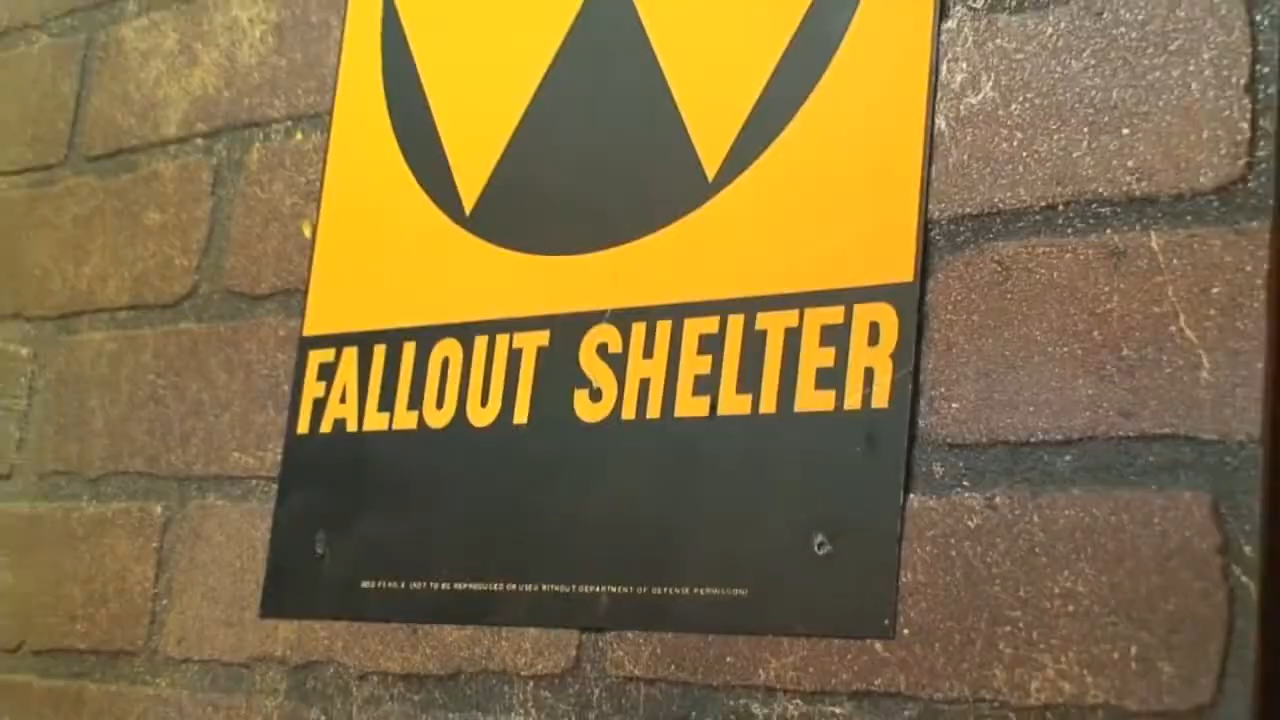 FALLOUT SHELTER
(NOT TO BE REPRODUCED OR USED WITHOUT DEPARTMENT OF DEFENSE PERMISSION)